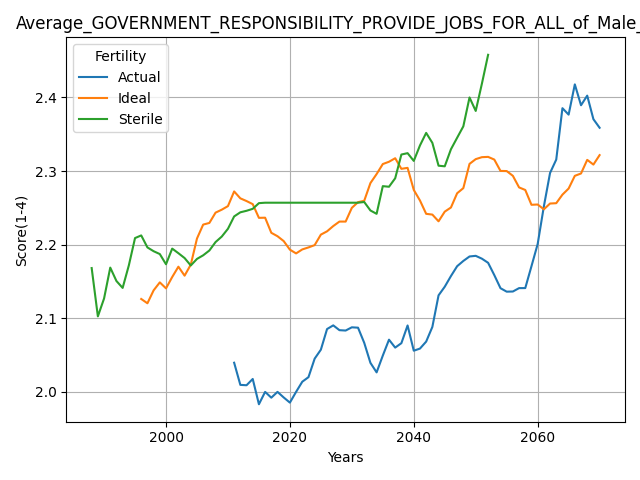 Average_GOVERNMENT_RESPONSIBILITY_PROVIDE_JOBS_FOR_ALL_of_Male_
Fertility
Actual
Ideal
Sterile
2.4
2.3
2.2
2.1
2.0
Score(1-4)
2000 2020 2040 2060
Years